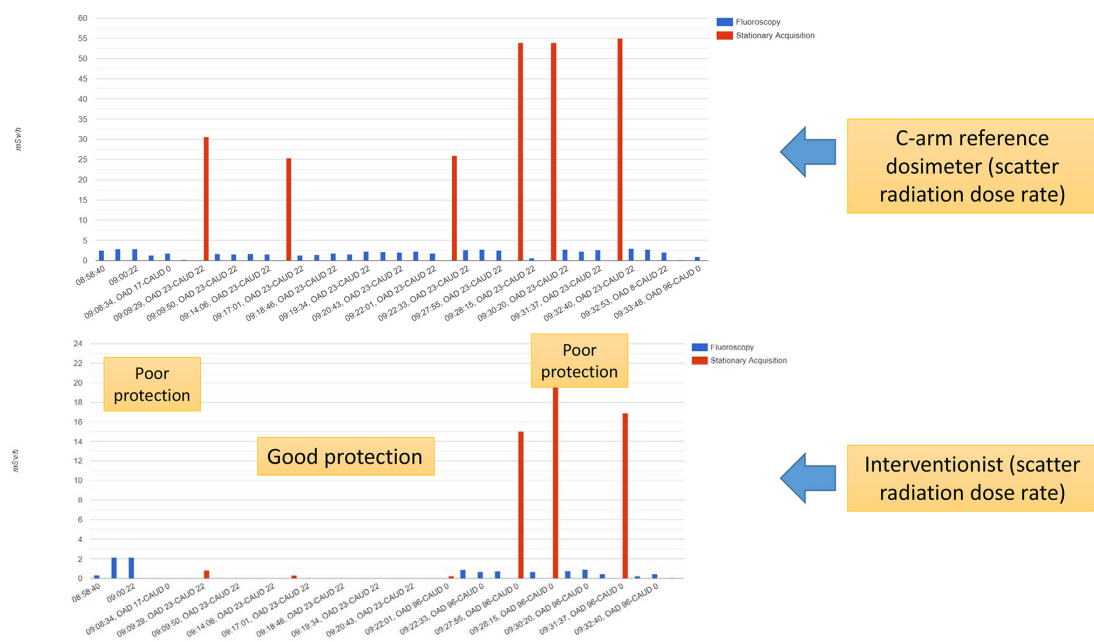 60
55
50
45
40
35
30
25
20
15
10
5
0
mSv/h
Fluoroscopy
Stationary Acquisition
08:58:40
09:00:22
09:08:34, OAD 17-CAUD 0
09:09:29, OAD 23-CAUD 22
09:09:50, OAD 23-CAUD 22
09:14:06, OAD 23-CAUD 22
09:17:01, OAD 23-CAUD 22
09:18:46, OAD 23-CAUD 22
09:19:34, OAD 23-CAUD 22
09:20:43, OAD 23-CAUD 22
09:22:01, OAD 23-CAUD 22
09:22:33, OAD 23-CAUD 22
09:27:55, OAD 23-CAUD 22
09:28:15, OAD 23-CAUD 22
09:30:20, OAD 23-CAUD 22
09:31:37, OAD 23-CAUD 22
09:32:40, OAD 23-CAUD 22
09:32:53, OAD 8-CAUD 22
09:33:48, OAD 96-CAUD 0
C-arm reference
dosimeter (scatter
radiation dose rate)
24
22
20
18
16
14
12
10
8
6
4
2
0
mSv/h
Poor
protection
Good protection
Poor
protection
Fluoroscopy
Stationary Acquisition
08:58:40
09:00:22
09:08:34, OAD 17-CAUD 0
09:09:29, OAD 23-CAUD 22
09:09:50, OAD 23-CAUD 22
09:14:06, OAD 23-CAUD 22
09:17:01, OAD 23-CAUD 22
09:18:46, OAD 23-CAUD 22
09:19:34, OAD 23-CAUD 22
09:20:43, OAD 23-CAUD 22
09:22:01, OAD 96-CAUD 0
09:22:33, OAD 96-CAUD 0
09:27:55, OAD 96-CAUD 0
09:28:15, OAD 96-CAUD 0
09:30:20, OAD 96-CAUD 0
09:31:37, OAD 96-CAUD 0
09:32:40, OAD 96-CAUD 0
Interventionist (scatter
radiation dose rate)